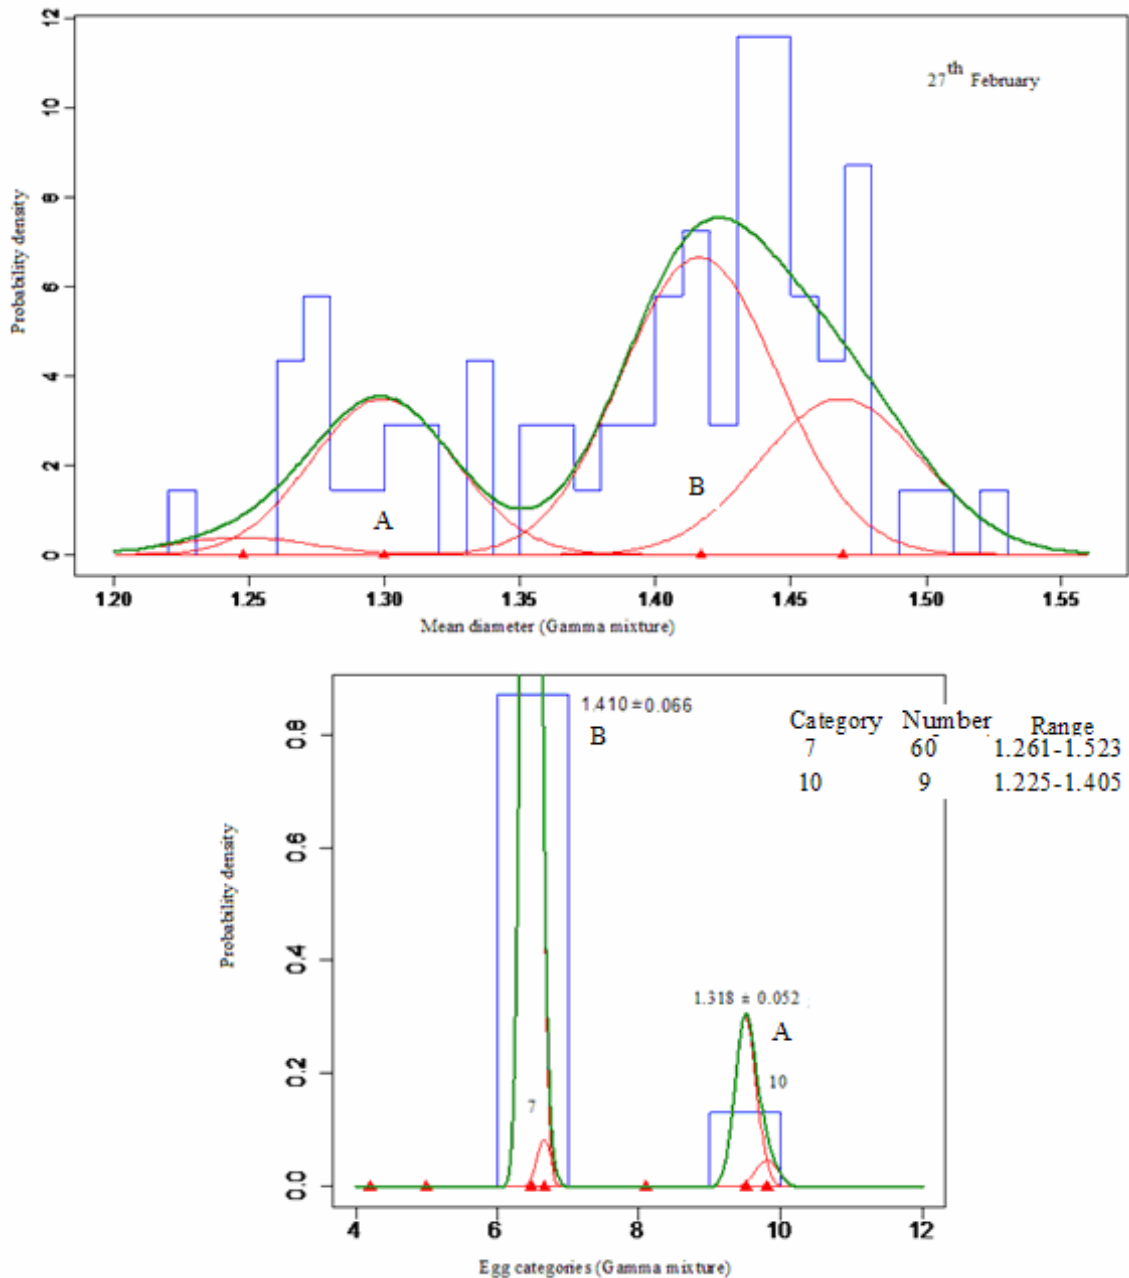 12
10
8
6
4
2
0
Probability density
27th February
A
B
1.20 1.25 1.30 1.35 1.40 1.45 1.50 1.55
Mean diameter (Gamma mixture)
0.8
0.6
0.4
0.2
0.0
Probability density
1.410 ± 0.066
B
Category Number Range
7 60 1.261-1.523
10 9 1.225-1.405
1.318 ± 0.052
A
10
7
4 6 8 10 12
Egg categories (Gamma mixture)